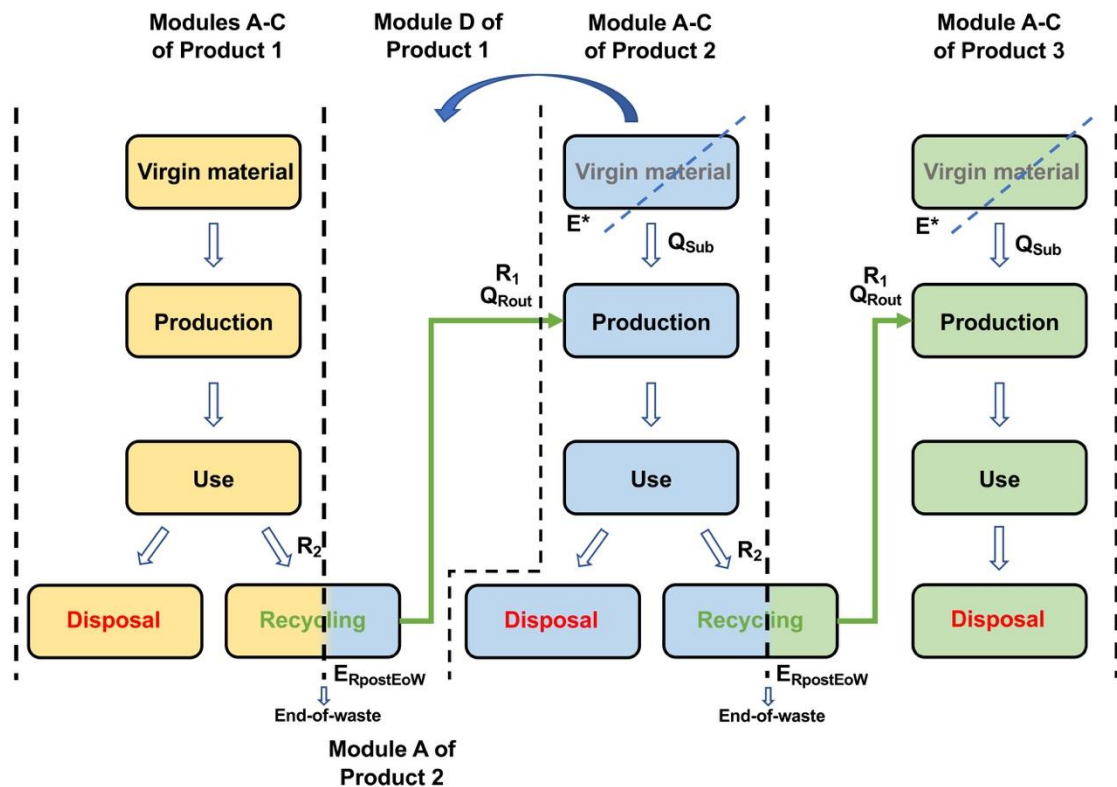 Modules A-C
of Product 1
Module D of
Product 1
Module A-C
of Product 2
Module A-C
of Product 3
Virgin material
Virgin material
Virgin material
E*
E*
QSub
QSub
R1
QRout
R1
QRout
Production
Production
Production
Use
Use
Use
R2
R2
Disposal
Recycling
Disposal
Recycling
Disposal
ERpostEoW
ERpostEoW
End-of-waste
End-of-waste
Module A of
Product 2